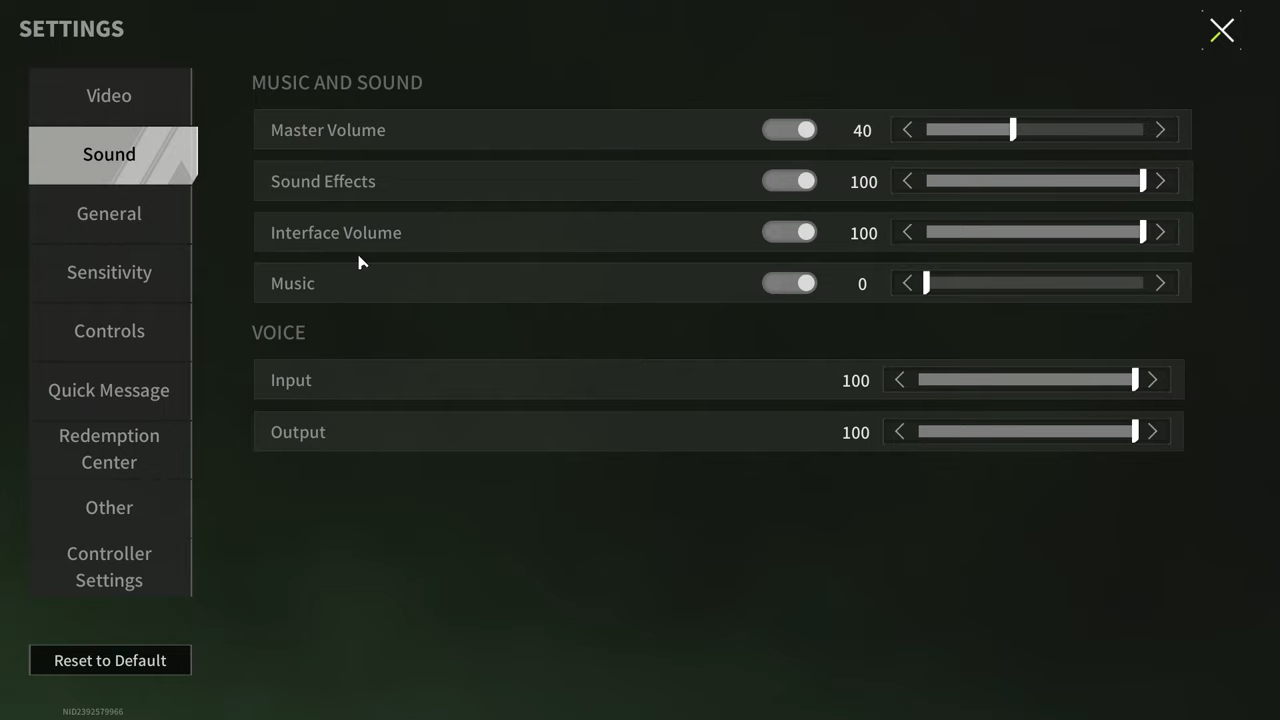 SETTINGS
Video
Sound
General
Sensitivity
Controls
Quick Message
Redemption
Center
Other
Controller
Settings
Reset to Default
NID2392579966
MUSIC AND SOUND
Master Volume 40
Sound Effects 100
Interface Volume 100
Music 0
VOICE
Input 100
Output 100